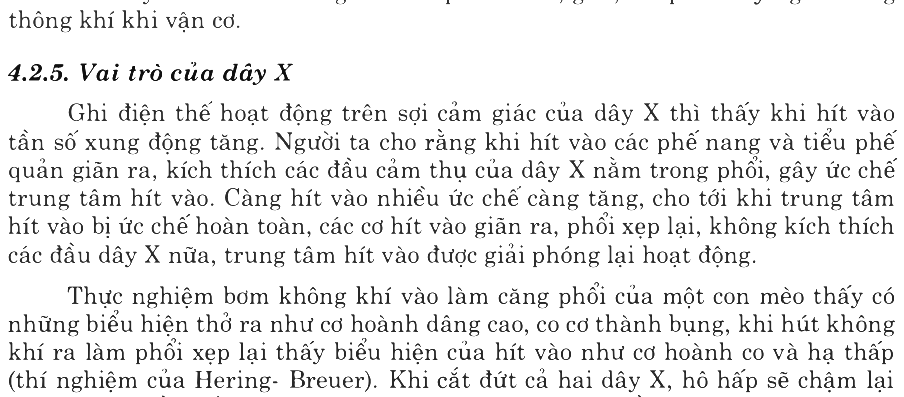 thông khí khi vận cơ.
4.2.5. Vai trò của dây X
Ghi điện thế hoạt động trên sợi cảm giác của dây X thì thấy khi hít vào
tần số xung động tăng. Người ta cho rằng khi hít vào các phế nang và tiểu phế
quản giãn ra, kích thích các đầu cảm thụ của dây X nằm trong phổi, gây ức chế
trung tâm hít vào. Càng hít vào nhiều ức chế càng tăng, cho tới khi trung tâm
hít vào bị ức chế hoàn toàn, các cơ hít vào giãn ra, phổi xẹp lại, không kích thích
các đầu dây X nữa, trung tâm hít vào được giải phóng lại hoạt động.
Thực nghiệm bơm không khí vào làm căng phổi của một con mèo thấy có
những biểu hiện thở ra như cơ hoành dâng cao, co cơ thành bụng, khi hút không
khí ra làm phổi xẹp lại thấy biểu hiện của hít vào như cơ hoành co và hạ thấp
(thí nghiệm của Hering- Breuer). Khi cắt đứt cả hai dây X, hô hấp sẽ chậm lại